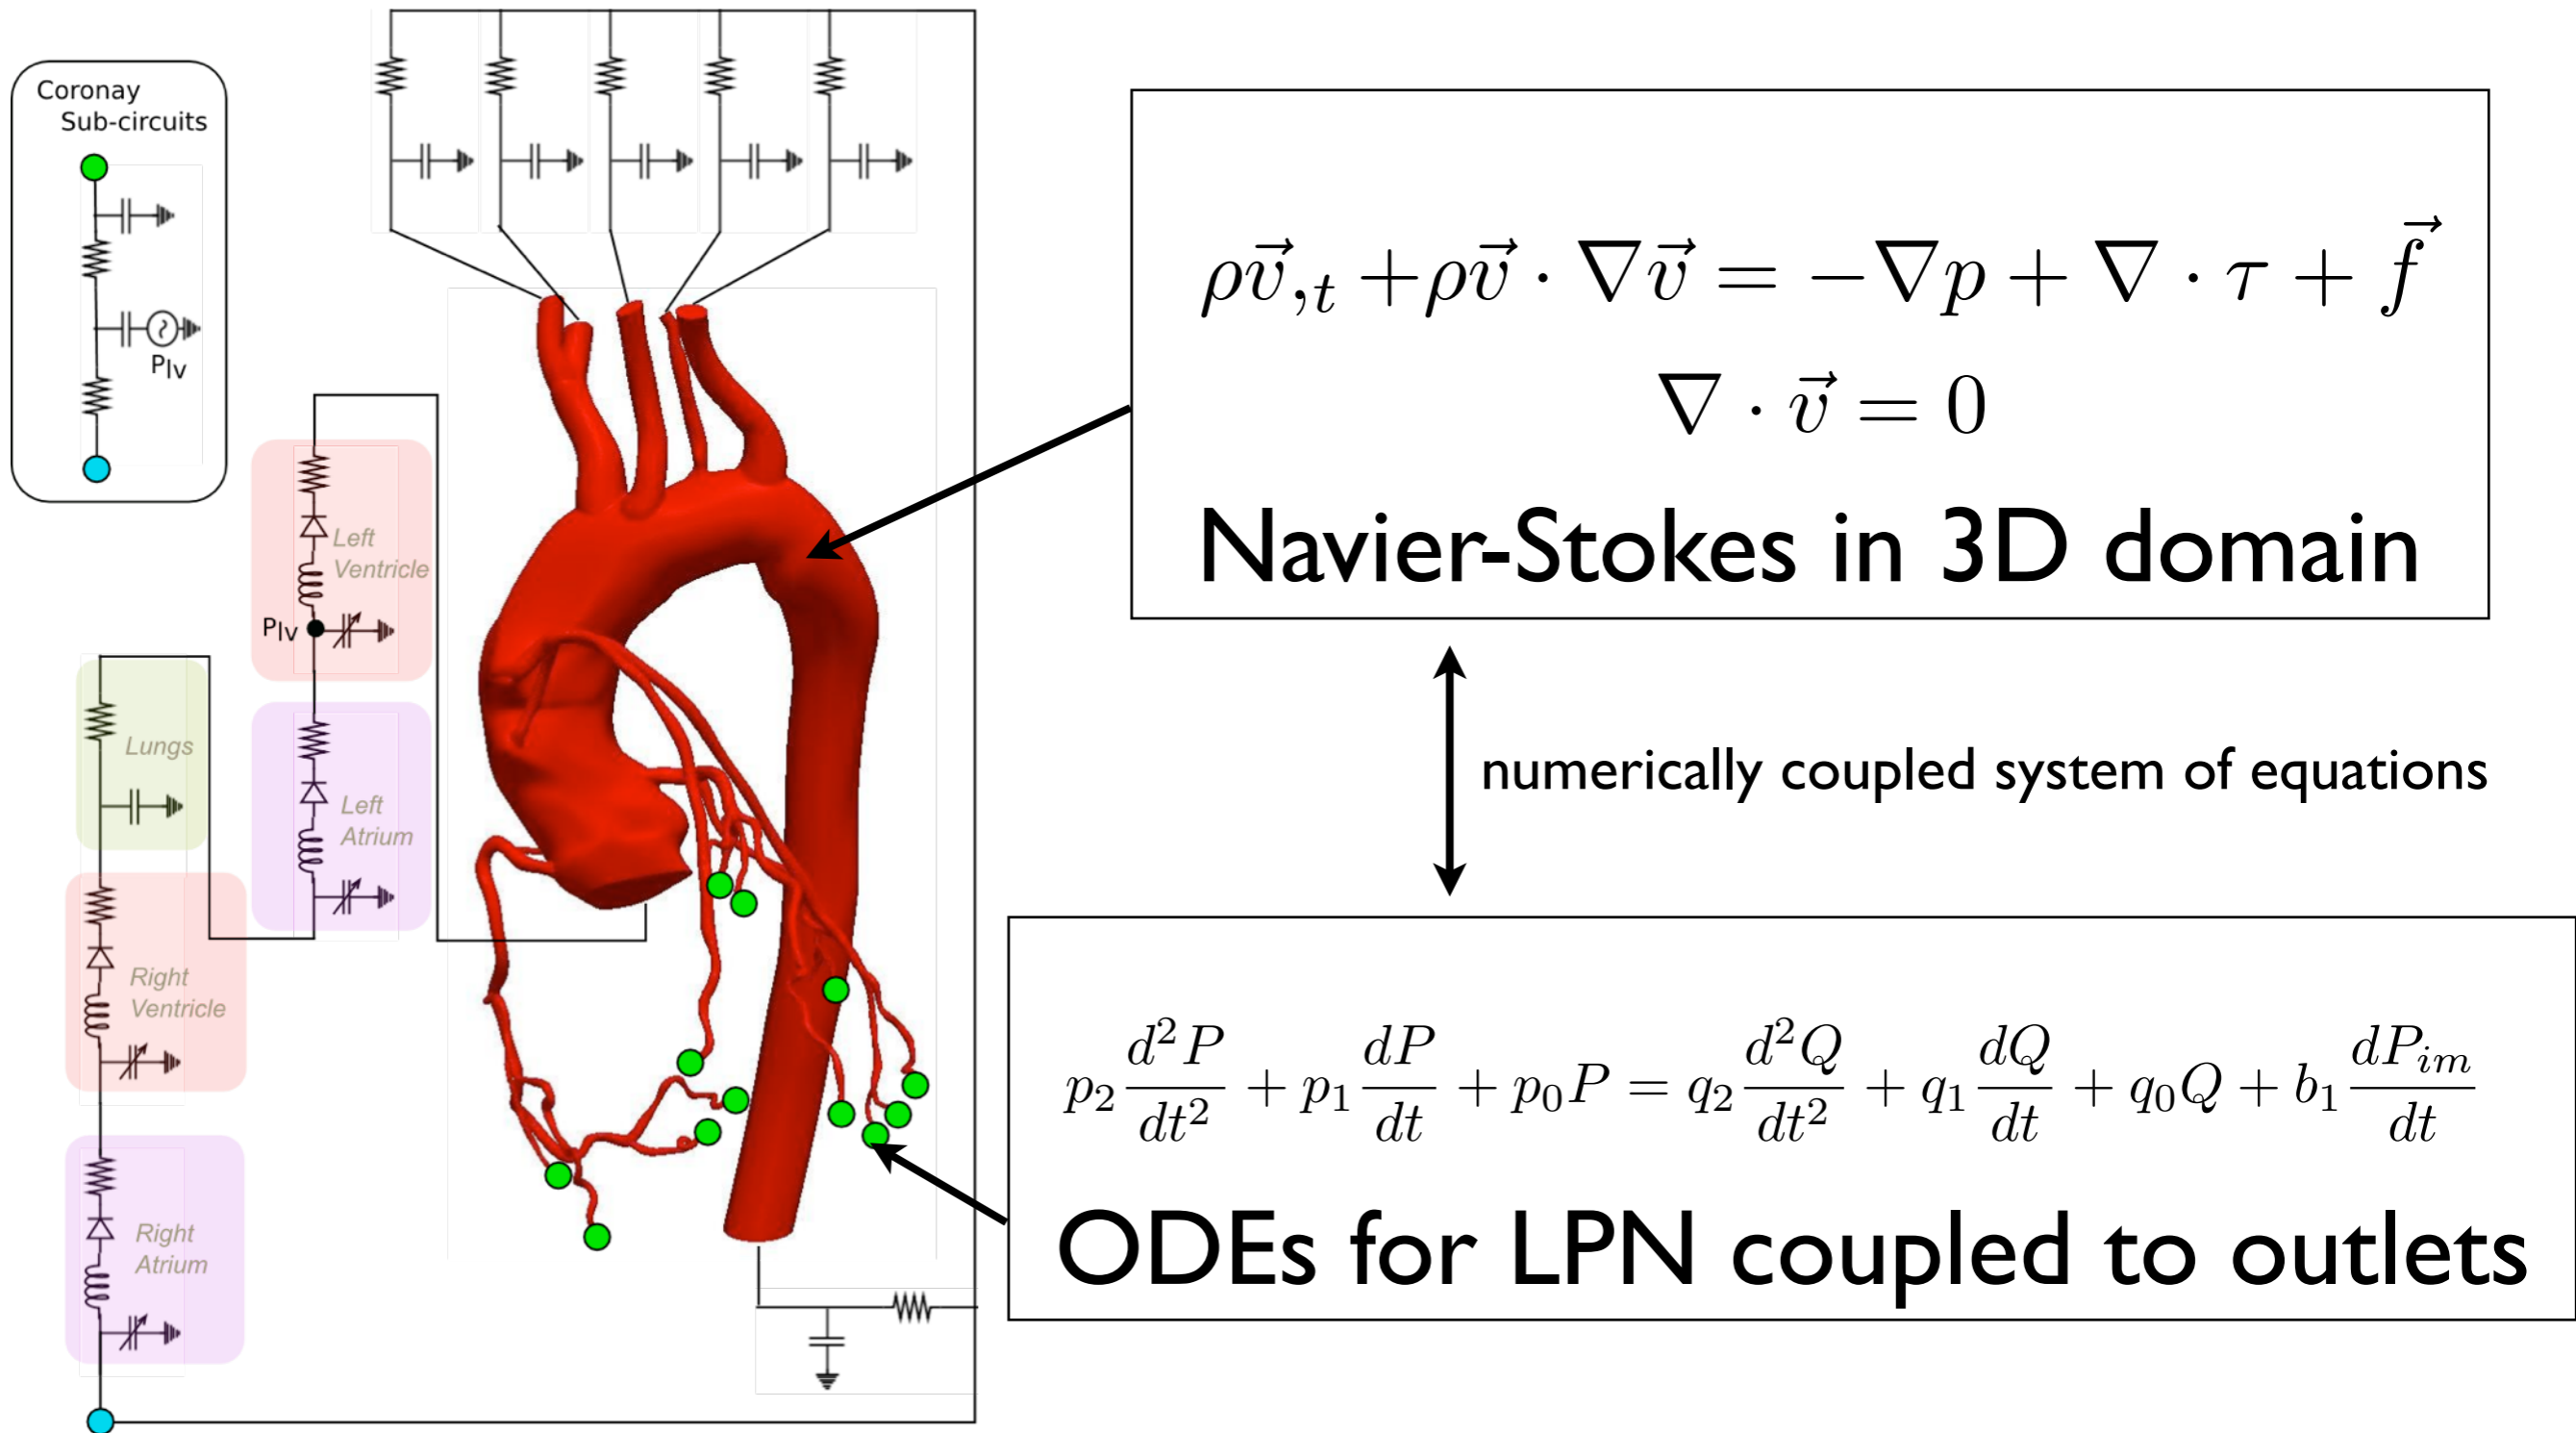 Coronay
Sub-circuits
Plv
Left
Ventricle
Plv
Lungs
Left
Atrium
Right
Ventricle
Right
Atrium
ρv⃗,t +ρv⃗ · ∇v⃗ = −∇p + ∇ · τ + f⃗
∇ · v⃗ = 0
Navier-Stokes in 3D domain
numerically coupled system of equations
p₂ d²P/dt² + p₁ dP/dt + p₀P = q₂ d²Q/dt² + q₁ dQ/dt + q₀Q + b₁ dPim/dt
ODEs for LPN coupled to outlets